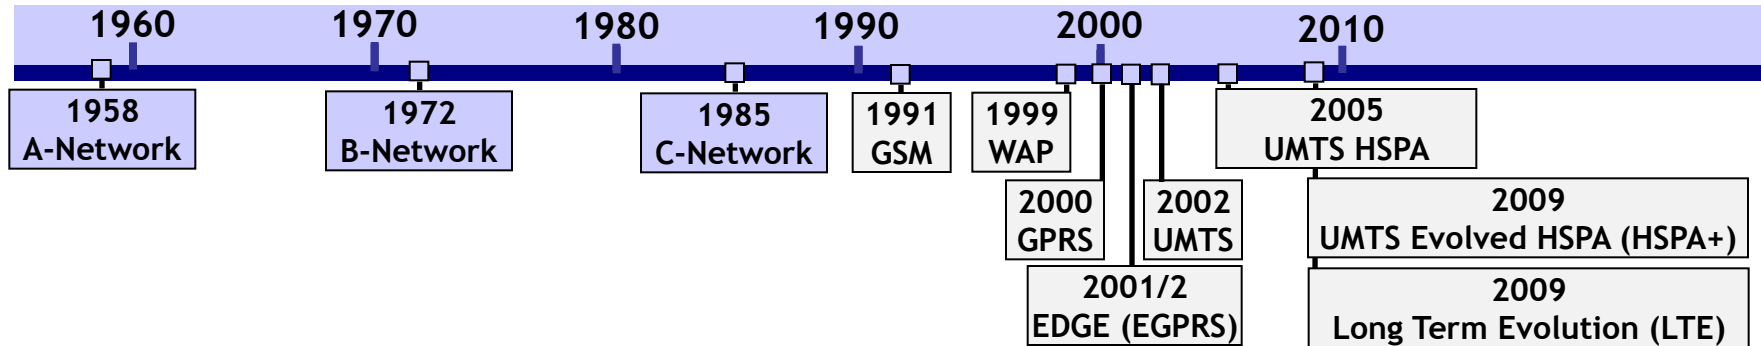 1960 1970 1980 1990 2000 2010
1958
A-Network
1972
B-Network
1985
C-Network
1991
GSM
1999
WAP
2005
UMTS HSPA
2000
GPRS
2002
UMTS
2009
UMTS Evolved HSPA (HSPA+)
2001/2
EDGE (EGPRS)
2009
Long Term Evolution (LTE)